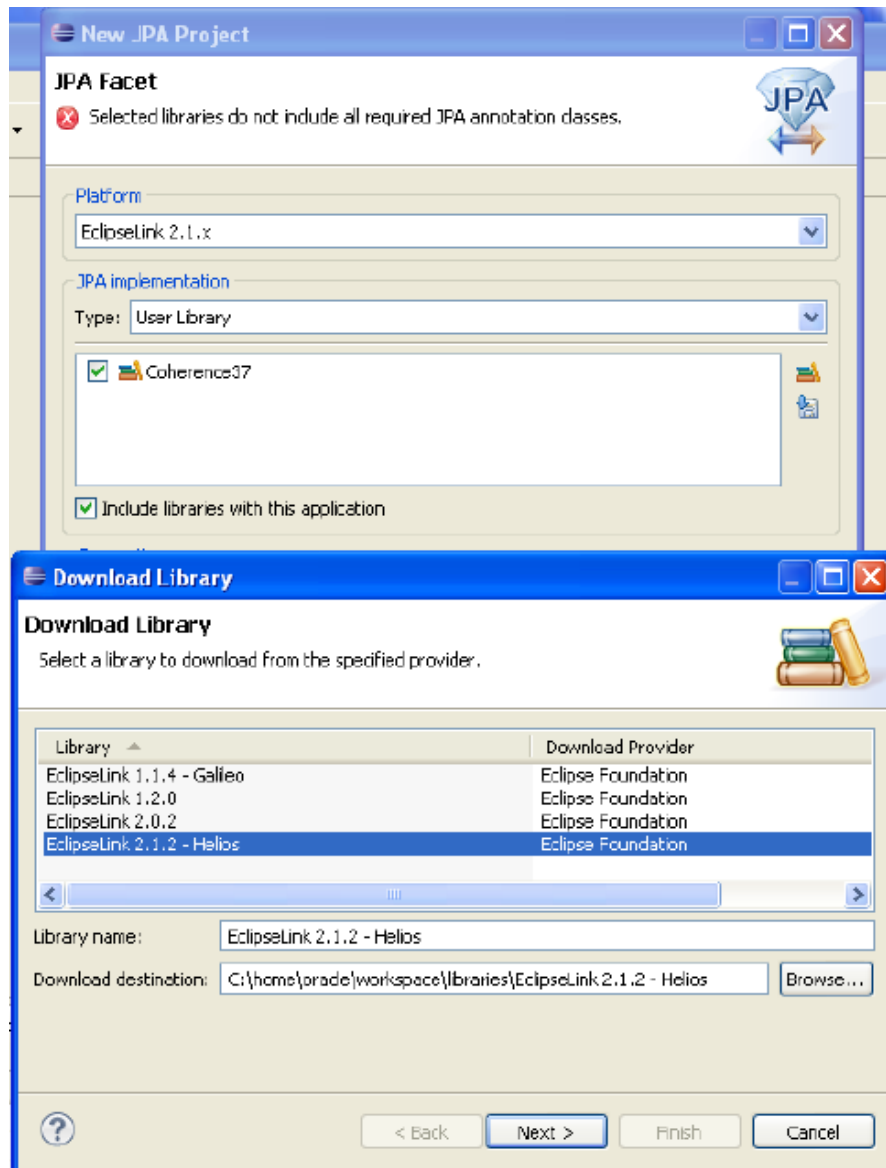 New JPA Project
JPA Facet
Selected libraries do not include all required JPA annotation classes.
JPA
Platform
EclipseLink 2.1.x
JPA implementation
Type: User Library
Coherence37
Include libraries with this application
Download Library
Download Library
Select a library to download from the specified provider.
Library Download Provider
EclipseLink 1.1.4 - Galileo Eclipse Foundation
EclipseLink 1.2.0 Eclipse Foundation
EclipseLink 2.0.2 Eclipse Foundation
EclipseLink 2.1.2 - Helios Eclipse Foundation
Library name: EclipseLink 2.1.2 - Helios
Download destination: C:\home\oracle\workspace\libraries\EclipseLink 2.1.2 - Helios Browse...
? < Back Next > Finish Cancel